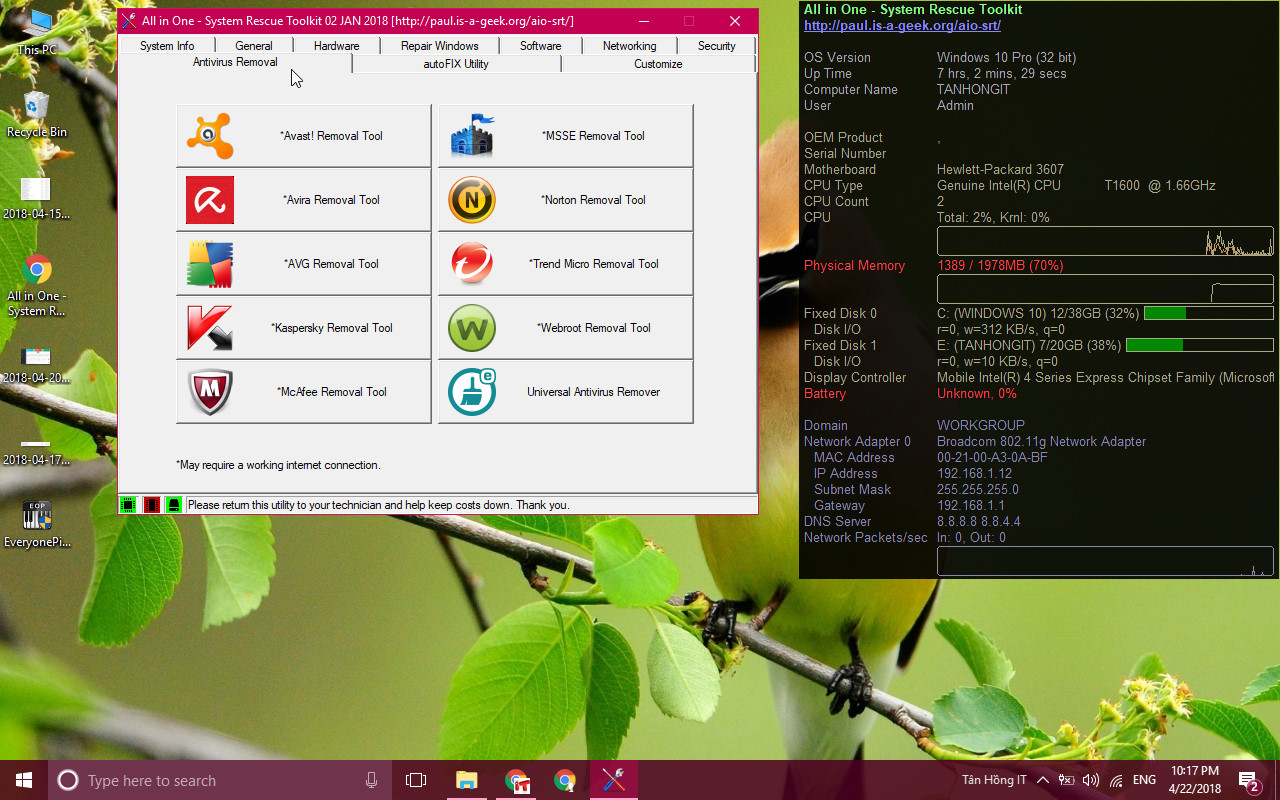 This PC
Recycle Bin
2018-04-15...
All in One -
System R...
2018-04-20...
2018-04-17...
EOP
EveryonePi...
All in One - System Rescue Toolkit 02 JAN 2018 [http://paul.is-a-geek.org/aio-srt/]
System Info
General
Hardware
Repair Windows
Software
Networking
Security
Antivirus Removal
autoFIX Utility
Customize
*Avast! Removal Tool
*MSSE Removal Tool
*Avira Removal Tool
N
*Norton Removal Tool
*AVG Removal Tool
*Trend Micro Removal Tool
*Kaspersky Removal Tool
W
*Webroot Removal Tool
*McAfee Removal Tool
e
Universal Antivirus Remover
*May require a working internet connection.
Please return this utility to your technician and help keep costs down. Thank you.
All in One - System Rescue Toolkit
http://paul.is-a-geek.org/aio-srt/
OS Version Windows 10 Pro (32 bit)
Up Time 7 hrs, 2 mins, 29 secs
Computer Name TANHONGIT
User Admin
OEM Product ,
Serial Number
Motherboard Hewlett-Packard 3607
CPU Type Genuine Intel(R) CPU T1600 @ 1.66GHz
CPU Count 2
CPU Total: 2%, Krnl: 0%
Physical Memory 1389 / 1978MB (70%)
Fixed Disk 0 C: (WINDOWS 10) 12/38GB (32%)
Disk I/O r=0, w=312 KB/s, q=0
Fixed Disk 1 E: (TANHONGIT) 7/20GB (38%)
Disk I/O r=0, w=10 KB/s, q=0
Display Controller Mobile Intel(R) 4 Series Express Chipset Family (Microsoft
Battery Unknown, 0%
Domain WORKGROUP
Network Adapter 0 Broadcom 802.11g Network Adapter
MAC Address 00-21-00-A3-0A-BF
IP Address 192.168.1.12
Subnet Mask 255.255.255.0
Gateway 192.168.1.1
DNS Server 8.8.8.8 8.8.4.4
Network Packets/sec In: 0, Out: 0
Type here to search
Tân Hồng IT
ENG
10:17 PM
4/22/2018
2